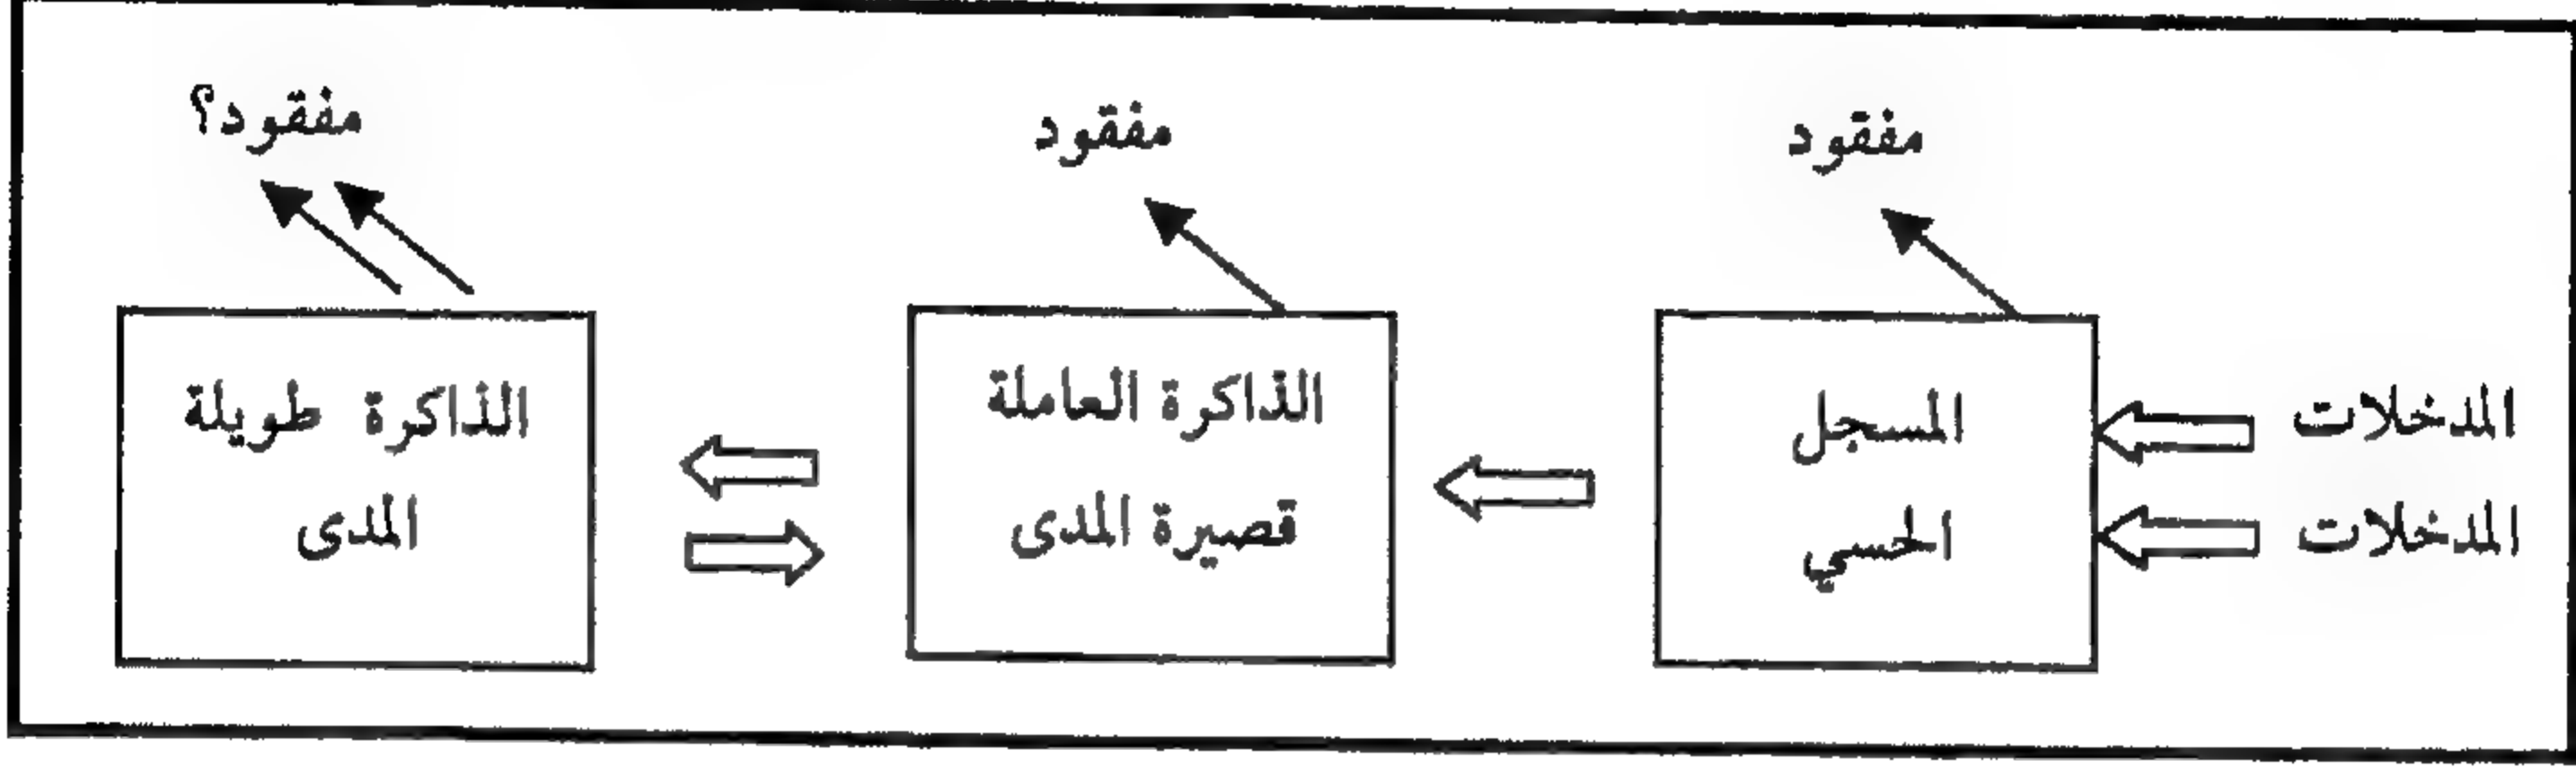 مفقود
مفقود
مفقود؟
المدخلات
المدخلات
المسجل
الحسي
الذاكرة العاملة
قصيرة المدى
الذاكرة طويلة
المدى